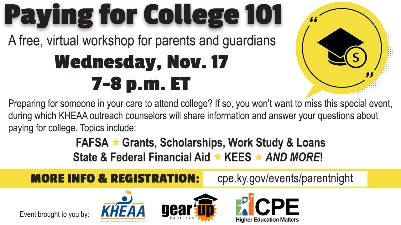 Paying for College 101
A free, virtual workshop for parents and guardians
Wednesday, Nov. 17
7-8 p.m. ET
Preparing for someone in your care to attend college? If so, you won't want to miss this special event,
during which KHEAA outreach counselors will share information and answer your questions about
paying for college. Topics include:
FAFSA ★ Grants, Scholarships, Work Study & Loans
State & Federal Financial Aid ★ KEES ★ AND MORE!
MORE INFO & REGISTRATION: cpe.ky.gov/events/parentnight
Event brought to you by:
KHEAA
gear up
KENTUCKY
CPE
Higher Education Matters